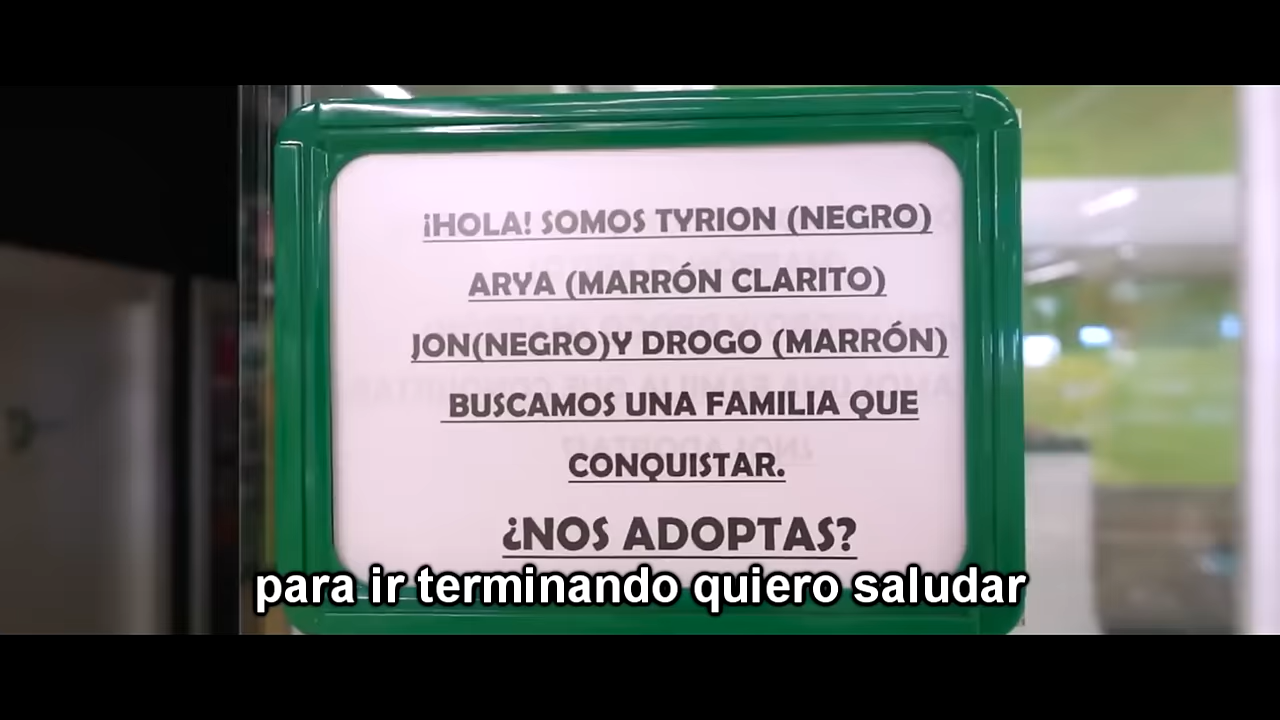 ¡HOLA! SOMOS TYRION (NEGRO)
ARYA (MARRÓN CLARITO)
JON(NEGRO)Y DROGO (MARRÓN)
BUSCAMOS UNA FAMILIA QUE
CONQUISTAR.
¿NOS ADOPTAS?
para ir terminando quiero saludar